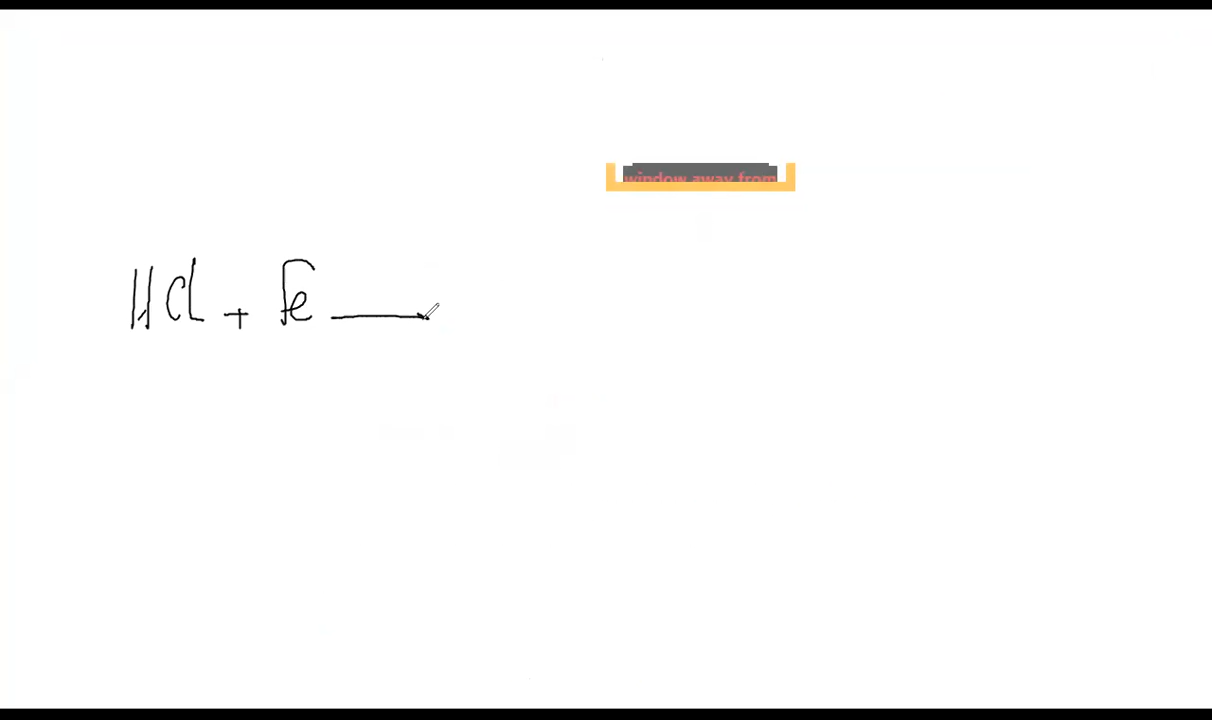 window away from
HCl + Fe →